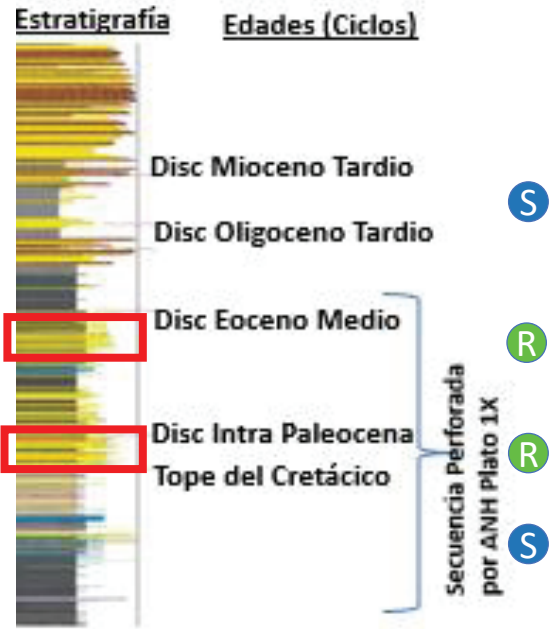 Estratigrafía
Edades (Ciclos)
Disc Mioceno Tardio
S
Disc Oligoceno Tardio
Disc Eoceno Medio
R
Disc Intra Paleocena
R
Tope del Cretácico
S
Secuencia Perforada
por ANH Plato 1X